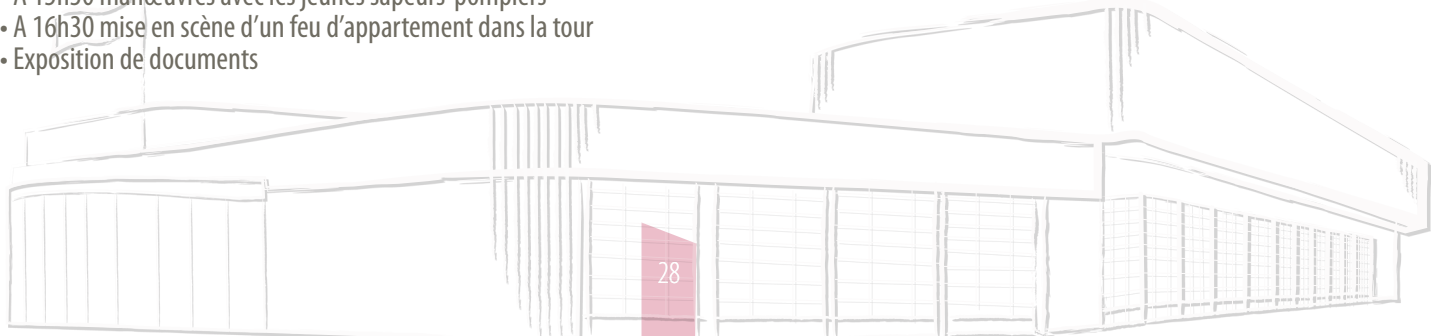 • A 15h30 manœuvres avec les jeunes sapeurs-pompiers
• A 16h30 mise en scène d’un feu d’appartement dans la tour
• Exposition de documents
28